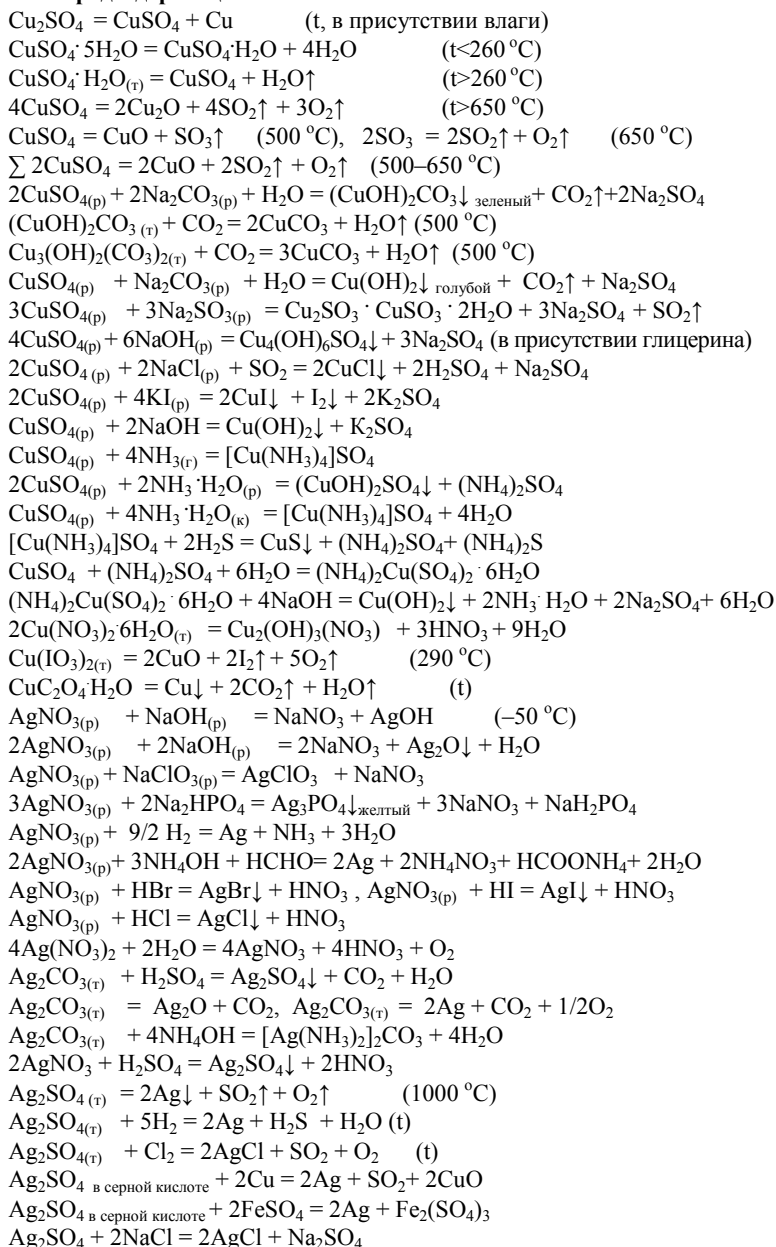 Cu₂SO₄ = CuSO₄ + Cu (t, в присутствии влаги)
CuSO₄·5H₂O = CuSO₄·H₂O + 4H₂O (t<260 °C)
CuSO₄·H₂O₍т₎ = CuSO₄ + H₂O↑ (t>260 °C)
4CuSO₄ = 2Cu₂O + 4SO₂↑ + 3O₂↑ (t>650 °C)
CuSO₄ = CuO + SO₃↑ (500 °C), 2SO₃ = 2SO₂↑ + O₂↑ (650 °C)
∑ 2CuSO₄ = 2CuO + 2SO₂↑ + O₂↑ (500–650 °C)
2CuSO₄₍р₎ + 2Na₂CO₃₍р₎ + H₂O = (CuOH)₂CO₃↓ зеленый + CO₂↑+2Na₂SO₄
(CuOH)₂CO₃ ₍т₎ + CO₂ = 2CuCO₃ + H₂O↑ (500 °C)
Cu₃(OH)₂(CO₃)₂₍т₎ + CO₂ = 3CuCO₃ + H₂O↑ (500 °C)
CuSO₄₍р₎ + Na₂CO₃₍р₎ + H₂O = Cu(OH)₂↓ голубой + CO₂↑ + Na₂SO₄
3CuSO₄₍р₎ + 3Na₂SO₃₍р₎ = Cu₂SO₃ · CuSO₃ · 2H₂O + 3Na₂SO₄ + SO₂↑
4CuSO₄₍р₎ + 6NaOH₍р₎ = Cu₄(OH)₆SO₄↓ + 3Na₂SO₄ (в присутствии глицерина)
2CuSO₄ ₍р₎ + 2NaCl₍р₎ + SO₂ = 2CuCl↓ + 2H₂SO₄ + Na₂SO₄
2CuSO₄₍р₎ + 4KI₍р₎ = 2CuI↓ + I₂↓ + 2K₂SO₄
CuSO₄₍р₎ + 2NaOH = Cu(OH)₂↓ + K₂SO₄
CuSO₄₍р₎ + 4NH₃₍г₎ = [Cu(NH₃)₄]SO₄
2CuSO₄₍р₎ + 2NH₃·H₂O₍р₎ = (CuOH)₂SO₄↓ + (NH₄)₂SO₄
CuSO₄₍р₎ + 4NH₃·H₂O₍к₎ = [Cu(NH₃)₄]SO₄ + 4H₂O
[Cu(NH₃)₄]SO₄ + 2H₂S = CuS↓ + (NH₄)₂SO₄+ (NH₄)₂S
CuSO₄ + (NH₄)₂SO₄ + 6H₂O = (NH₄)₂Cu(SO₄)₂ · 6H₂O
(NH₄)₂Cu(SO₄)₂ · 6H₂O + 4NaOH = Cu(OH)₂↓ + 2NH₃·H₂O + 2Na₂SO₄+ 6H₂O
2Cu(NO₃)₂·6H₂O₍т₎ = Cu₂(OH)₃(NO₃) + 3HNO₃ + 9H₂O
Cu(IO₃)₂₍т₎ = 2CuO + 2I₂↑ + 5O₂↑ (290 °C)
CuC₂O₄·H₂O = Cu↓ + 2CO₂↑ + H₂O↑ (t)
AgNO₃₍р₎ + NaOH₍р₎ = NaNO₃ + AgOH (–50 °C)
2AgNO₃₍р₎ + 2NaOH₍р₎ = 2NaNO₃ + Ag₂O↓ + H₂O
AgNO₃₍р₎ + NaClO₃₍р₎ = AgClO₃ + NaNO₃
3AgNO₃₍р₎ + 2Na₂HPO₄ = Ag₃PO₄↓желтый + 3NaNO₃ + NaH₂PO₄
AgNO₃₍р₎ + 9/2 H₂ = Ag + NH₃ + 3H₂O
2AgNO₃₍р₎+ 3NH₄OH + HCHO= 2Ag + 2NH₄NO₃+ HCOONH₄+ 2H₂O
AgNO₃₍р₎ + HBr = AgBr↓ + HNO₃ , AgNO₃₍р₎ + HI = AgI↓ + HNO₃
AgNO₃₍р₎ + HCl = AgCl↓ + HNO₃
4Ag(NO₃)₂ + 2H₂O = 4AgNO₃ + 4HNO₃ + O₂
Ag₂CO₃₍т₎ + H₂SO₄ = Ag₂SO₄↓ + CO₂ + H₂O
Ag₂CO₃₍т₎ = Ag₂O + CO₂, Ag₂CO₃₍т₎ = 2Ag + CO₂ + 1/2O₂
Ag₂CO₃₍т₎ + 4NH₄OH = [Ag(NH₃)₂]₂CO₃ + 4H₂O
2AgNO₃ + H₂SO₄ = Ag₂SO₄↓ + 2HNO₃
Ag₂SO₄ ₍т₎ = 2Ag↓ + SO₂↑ + O₂↑ (1000 °C)
Ag₂SO₄₍т₎ + 5H₂ = 2Ag + H₂S + H₂O (t)
Ag₂SO₄₍т₎ + Cl₂ = 2AgCl + SO₂ + O₂ (t)
Ag₂SO₄ в серной кислоте + 2Cu = 2Ag + SO₂+ 2CuO
Ag₂SO₄ в серной кислоте + 2FeSO₄ = 2Ag + Fe₂(SO₄)₃
Ag₂SO₄ + 2NaCl = 2AgCl + Na₂SO₄